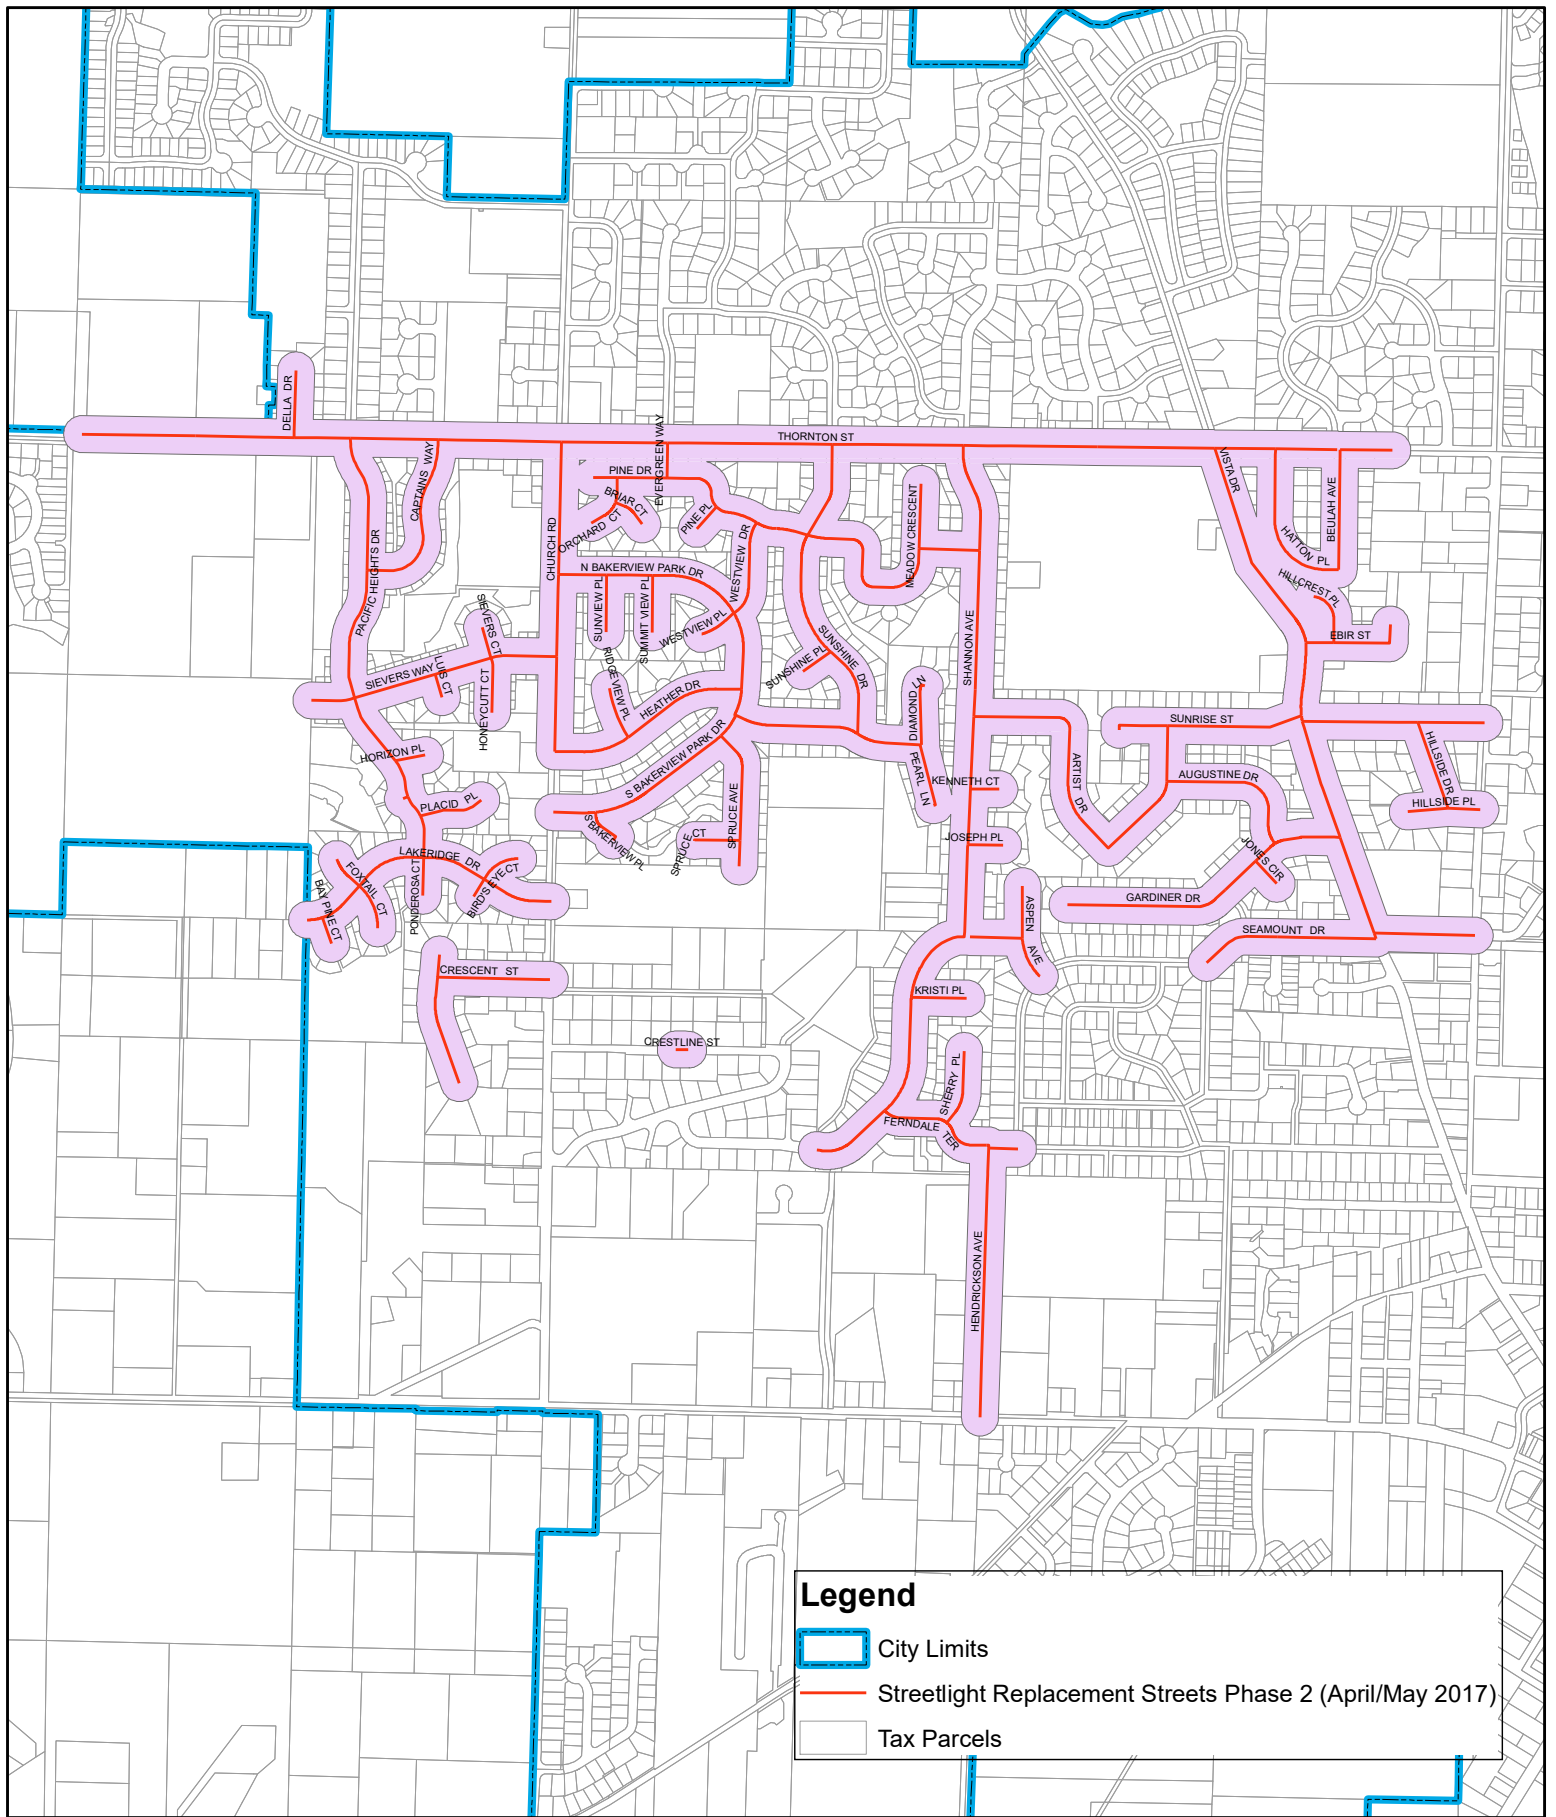 DELLA DR
THORNTON ST
EVERGREEN WAY
CAPTAINS WAY
PINE DR
BRIAR CT
ORCHARD CT
PINE PL
VISTA DR
MEADOW CRESCENT
BEULAH AVE
HATTON PL
CHURCH RD
PACIFIC HEIGHTS DR
WESTVIEW DR
N BAKERVIEW PARK DR
HILLCREST PL
SUNVIEW PL
SUMMIT VIEW PL
WESTVIEW PL
SIEVERS CT
EBIR ST
SHANNON AVE
SUNSHINE DR
SUNSHINE PL
SIEVERS WAY
LUIS CT
RIDGEVIEW PL
HEATHER DR
HONEYCUTT CT
DIAMOND LN
SUNRISE ST
HORIZON PL
S BAKERVIEW PARK DR
HILLSIDE DR
PEARL LN
KENNETH CT
ARTIST DR
AUGUSTINE DR
PLACID PL
HILLSIDE PL
S BAKERVIEW PL
SPRUCE CT
SPRUCE AVE
JOSEPH PL
LAKERIDGE DR
JONES CIR
FOXTAIL CT
BAY PINE CT
PONDEROSA CT
BIRD'S EYE CT
GARDINER DR
ASPEN AVE
SEAMOUNT DR
CRESCENT ST
KRISTI PL
CRESTLINE ST
SHERRY PL
FERNDALE TER
HENDRICKSON AVE
Legend
City Limits
Streetlight Replacement Streets Phase 2 (April/May 2017)
Tax Parcels